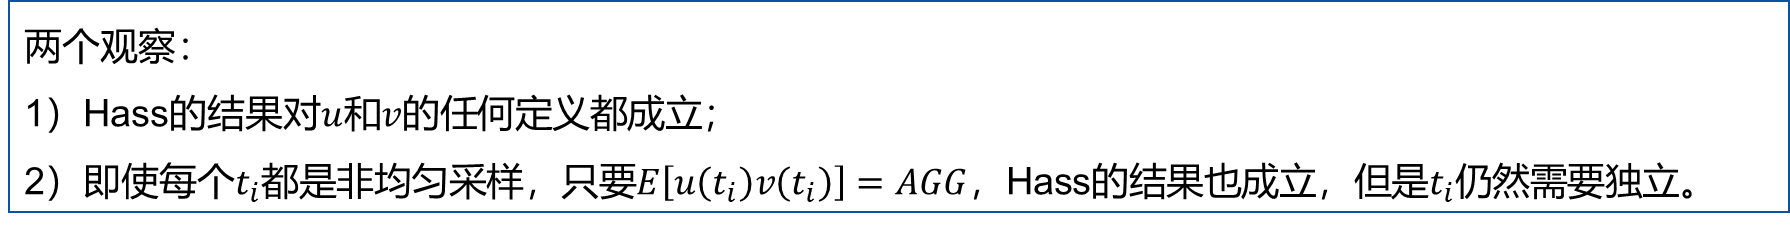 两个观察：
1）Hass的结果对u和v的任何定义都成立；
2）即使每个tᵢ都是非均匀采样，只要E[u(tᵢ)v(tᵢ)] = AGG，Hass的结果也成立，但是tᵢ仍然需要独立。